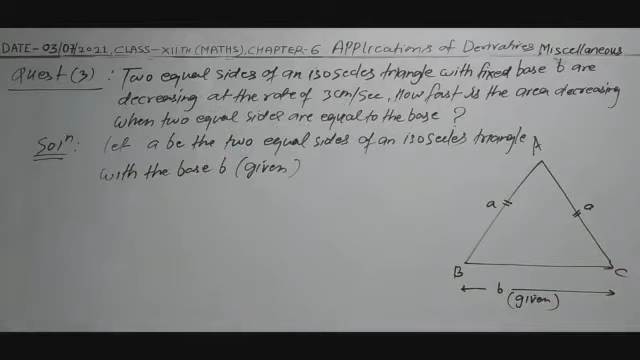 DATE-03/07/2021, CLASS-XIITH (MATHS), CHAPTER-6 APPlications of Derivatives Miscellaneous
Quest (3) : Two equal sides of an isosceles triangle with fixed base b are
decreasing at the rate of 3cm/sec, How fast is the area decreasing
when two equal sides are equal to the base ?
Solⁿ: let a be the two equal sides of an isosceles triangle
with the base b (given)
A
a a
B C
b
(given)